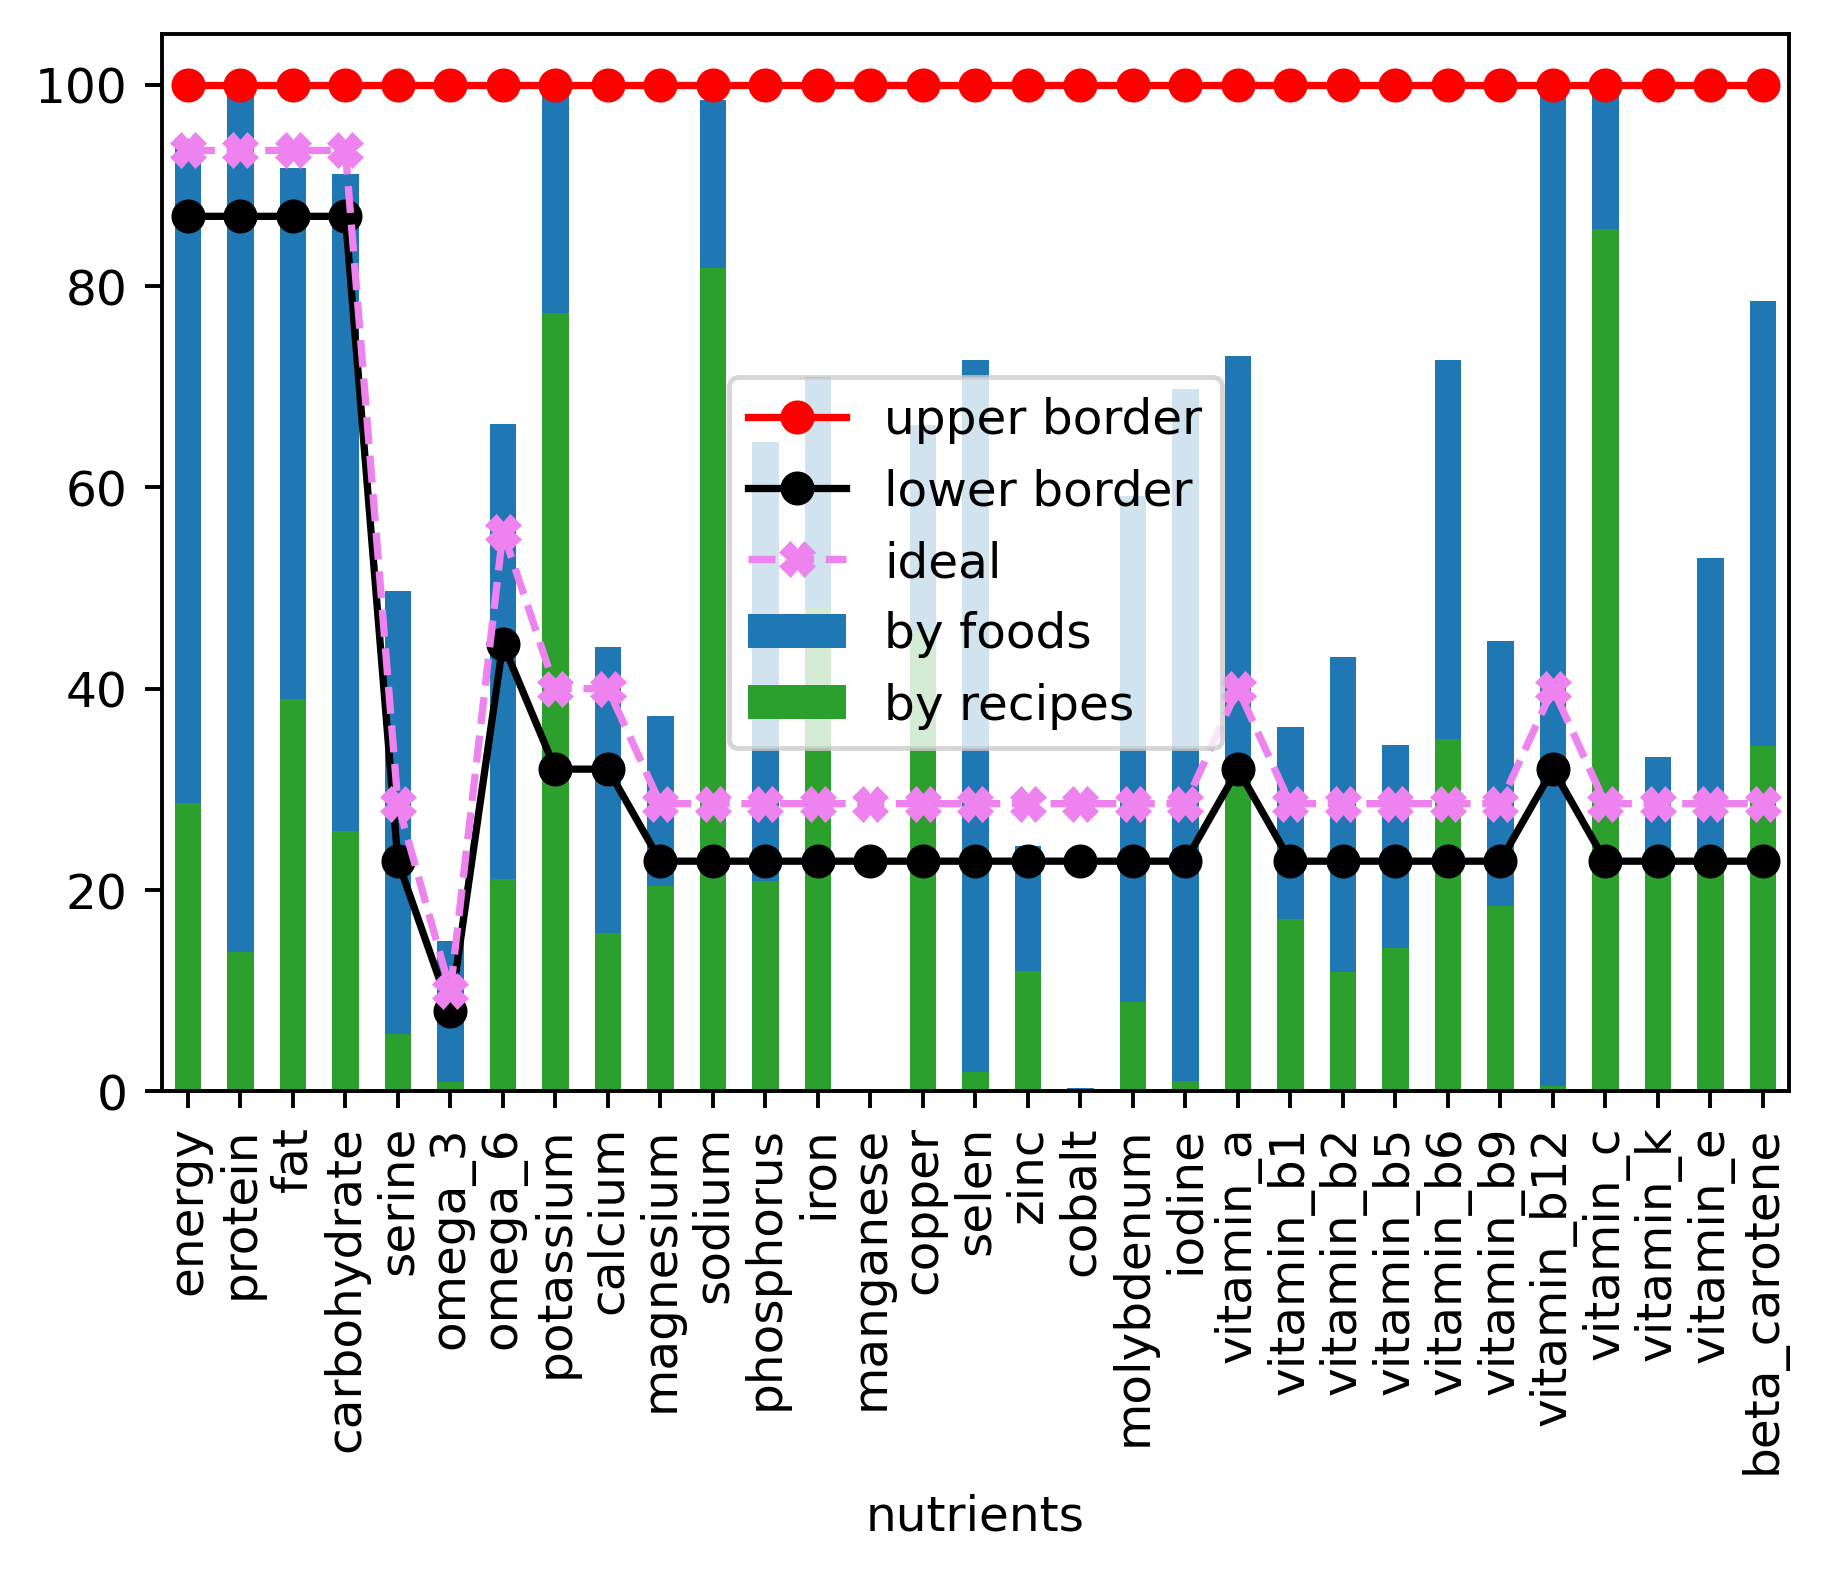 100
80
60
40
20
0
upper border
lower border
ideal
by foods
by recipes
energy
protein
fat
carbohydrate
serine
omega_3
omega_6
potassium
calcium
magnesium
sodium
phosphorus
iron
manganese
copper
selen
zinc
cobalt
molybdenum
iodine
vitamin_a
vitamin_b1
vitamin_b2
vitamin_b5
vitamin_b6
vitamin_b9
vitamin_b12
vitamin_c
vitamin_k
vitamin_e
beta_carotene
nutrients